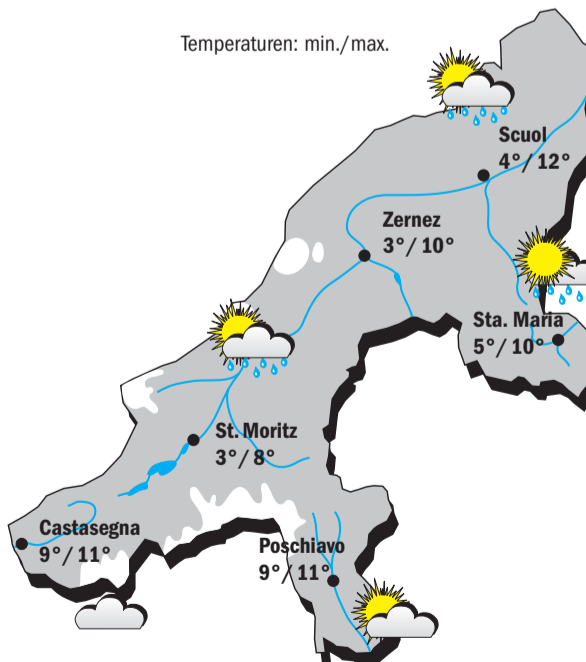 Temperaturen: min./max.
Scuol
4°/ 12°
Zernez
3°/ 10°
Sta. Maria
5°/ 10°
St. Moritz
3°/ 8°
Castasegna
9°/ 11°
Poschiavo
9°/ 11°